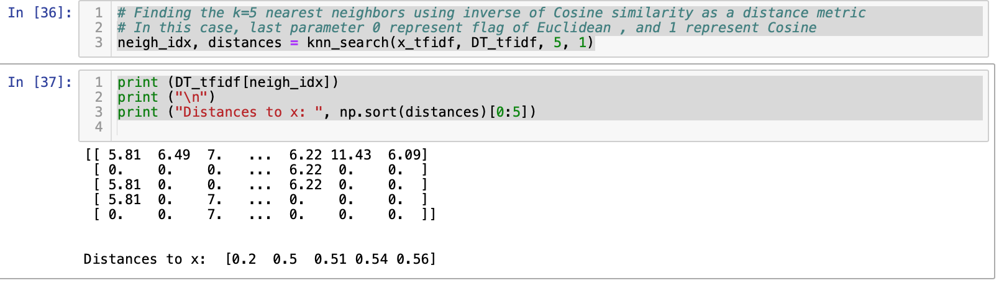 In [36]:
1 # Finding the k=5 nearest neighbors using inverse of Cosine similarity as a distance metric
2 # In this case, last parameter 0 represent flag of Euclidean , and 1 represent Cosine
3 neigh_idx, distances = knn_search(x_tfidf, DT_tfidf, 5, 1)
In [37]:
1 print (DT_tfidf[neigh_idx])
2 print ("\n")
3 print ("Distances to x: ", np.sort(distances)[0:5])
4
[[ 5.81  6.49  7.   ...  6.22 11.43  6.09]
 [ 0.    0.    0.   ...  6.22  0.    0.  ]
 [ 5.81  0.    0.   ...  6.22  0.    0.  ]
 [ 5.81  0.    7.   ...  0.    0.    0.  ]
 [ 0.    0.    7.   ...  0.    0.    0.  ]]
Distances to x:  [0.2  0.5  0.51 0.54 0.56]